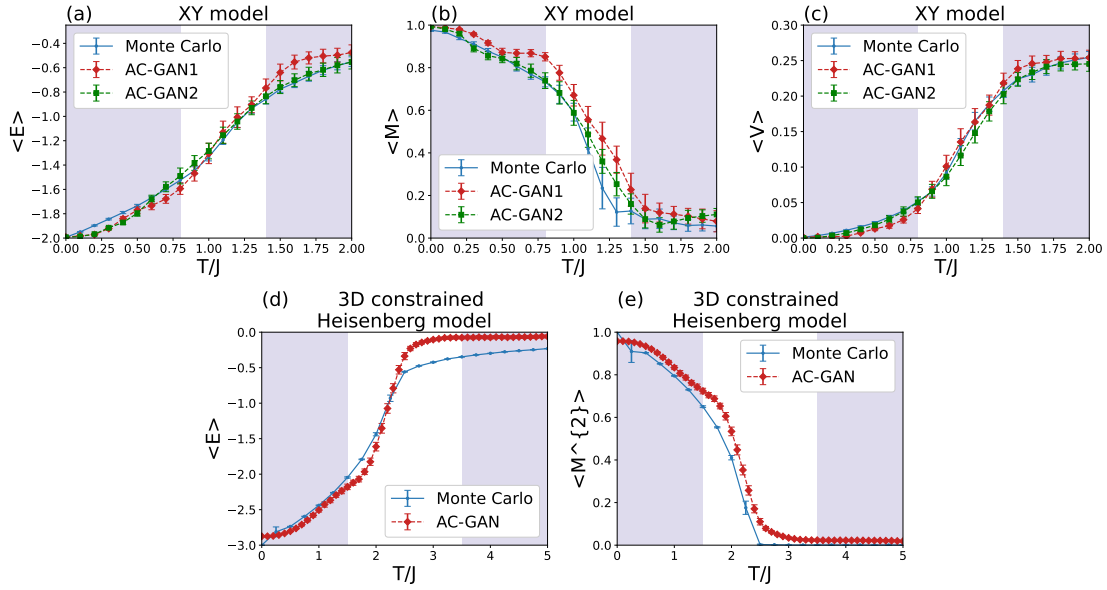 (a)
XY model
−0.4
−0.6
−0.8
−1.0
−1.2
−1.4
−1.6
−1.8
−2.0
<E>
Monte Carlo
AC-GAN1
AC-GAN2
0.00 0.25 0.50 0.75 1.00 1.25 1.50 1.75 2.00
T/J
(b)
XY model
1.0
0.8
0.6
0.4
0.2
0.0
<M>
Monte Carlo
AC-GAN1
AC-GAN2
0.00 0.25 0.50 0.75 1.00 1.25 1.50 1.75 2.00
T/J
(c)
XY model
0.30
0.25
0.20
0.15
0.10
0.05
0.00
<V>
Monte Carlo
AC-GAN1
AC-GAN2
0.00 0.25 0.50 0.75 1.00 1.25 1.50 1.75 2.00
T/J
(d)
3D constrained
Heisenberg model
0.0
−0.5
−1.0
−1.5
−2.0
−2.5
−3.0
<E>
Monte Carlo
AC-GAN
0 1 2 3 4 5
T/J
(e)
3D constrained
Heisenberg model
1.0
0.8
0.6
0.4
0.2
0.0
<M^{2}>
Monte Carlo
AC-GAN
0 1 2 3 4 5
T/J